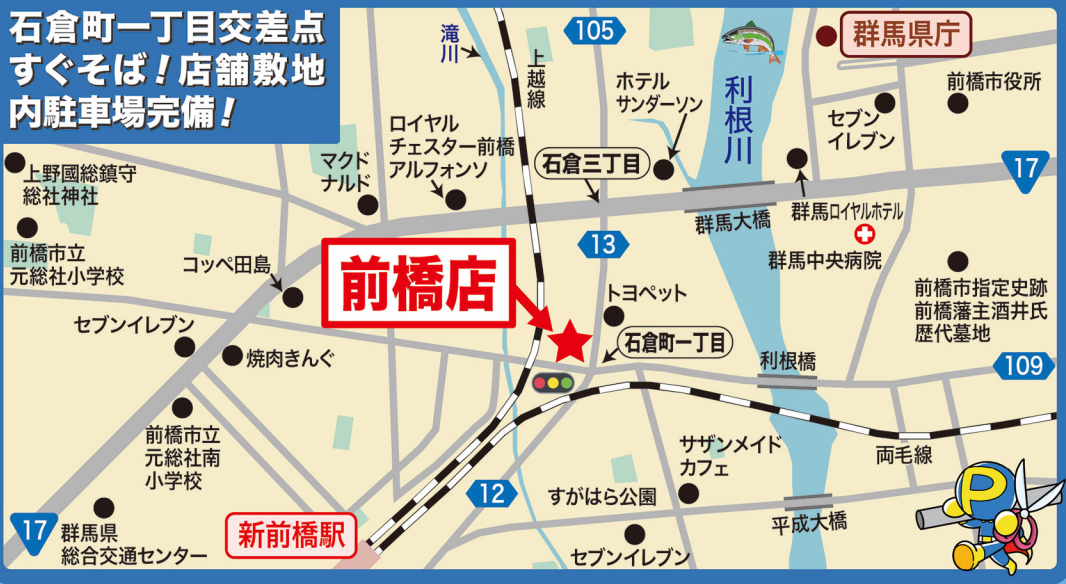 石倉町一丁目交差点
すぐそば！店舗敷地
内駐車場完備！
滝川
上越線
105
利根川
群馬県庁
前橋市役所
ホテル
サンダーソン
セブン
イレブン
ロイヤル
チェスター前橋
アルフォンソ
マクド
ナルド
石倉三丁目
17
上野國総鎮守
総社神社
群馬大橋
群馬ロイヤルホテル
群馬中央病院
前橋市立
元総社小学校
コッペ田島
前橋店
13
トヨペット
前橋市指定史跡
前橋藩主酒井氏
歴代墓地
セブンイレブン
焼肉きんぐ
石倉町一丁目
利根橋
109
前橋市立
元総社南
小学校
サザンメイド
カフェ
両毛線
12
すがはら公園
平成大橋
P
17
群馬県
総合交通センター
新前橋駅
セブンイレブン